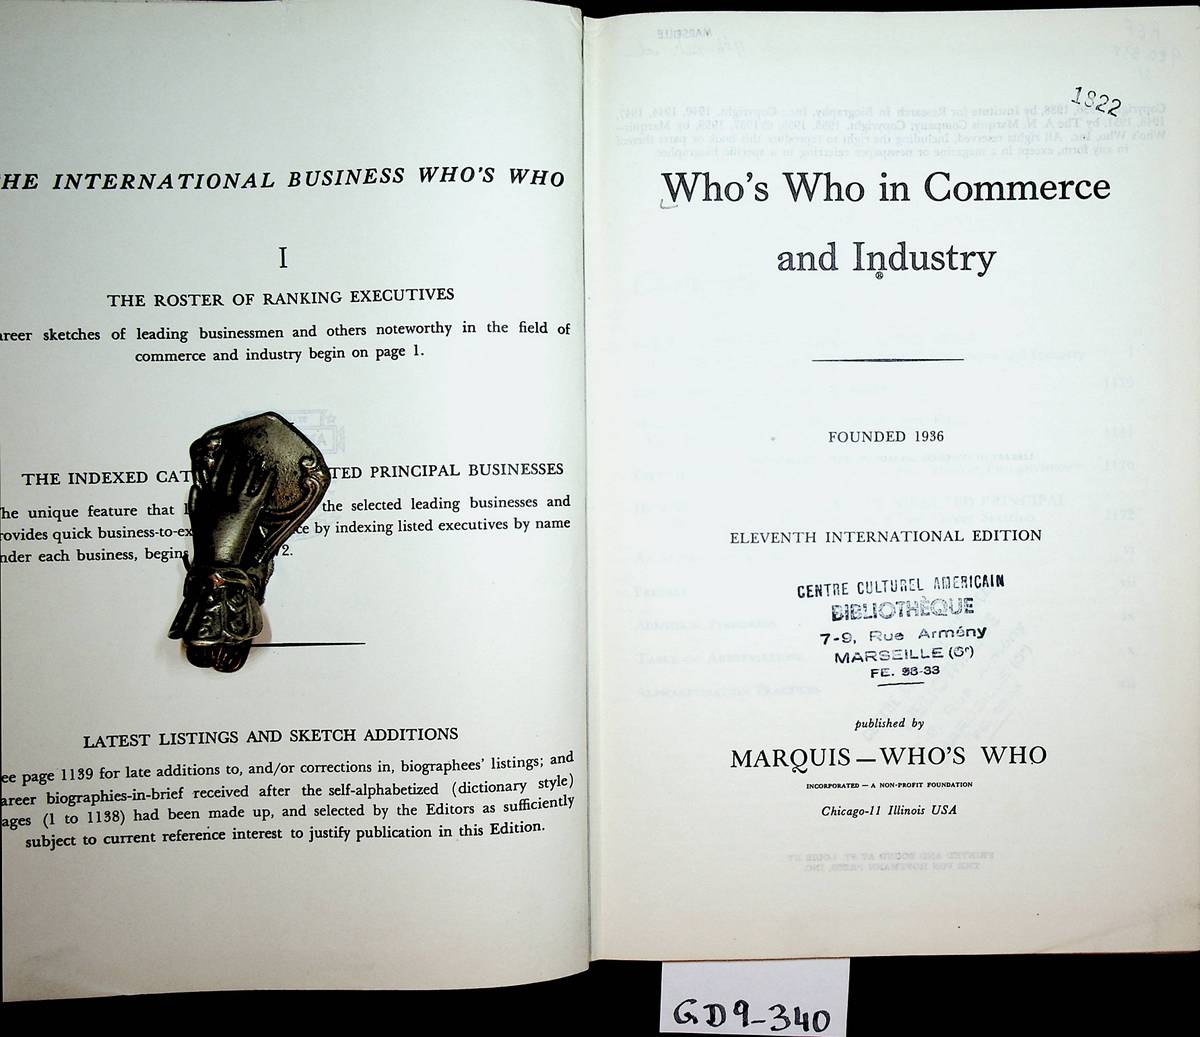 HE INTERNATIONAL BUSINESS WHO'S WHO
I
THE ROSTER OF RANKING EXECUTIVES
areer sketches of leading businessmen and others noteworthy in the field of
commerce and industry begin on page 1.
THE INDEXED CAT TED PRINCIPAL BUSINESSES
he unique feature that the selected leading businesses and
rovides quick business-to-ex ce by indexing listed executives by name
nder each business, begins 72.
LATEST LISTINGS AND SKETCH ADDITIONS
ee page 1139 for late additions to, and/or corrections in, biographees' listings; and
areer biographies-in-brief received after the self-alphabetized (dictionary style)
ages (1 to 1138) had been made up, and selected by the Editors as sufficiently
subject to current reference interest to justify publication in this Edition.
1822
Who's Who in Commerce
and Industry
®
FOUNDED 1936
ELEVENTH INTERNATIONAL EDITION
CENTRE CULTUREL AMERICAIN
BIBLIOTHÈQUE
7-9, Rue Armény
MARSEILLE (6e)
FE. 38-33
published by
MARQUIS—WHO'S WHO
INCORPORATED — A NON-PROFIT FOUNDATION
Chicago-11 Illinois USA
GD9-340